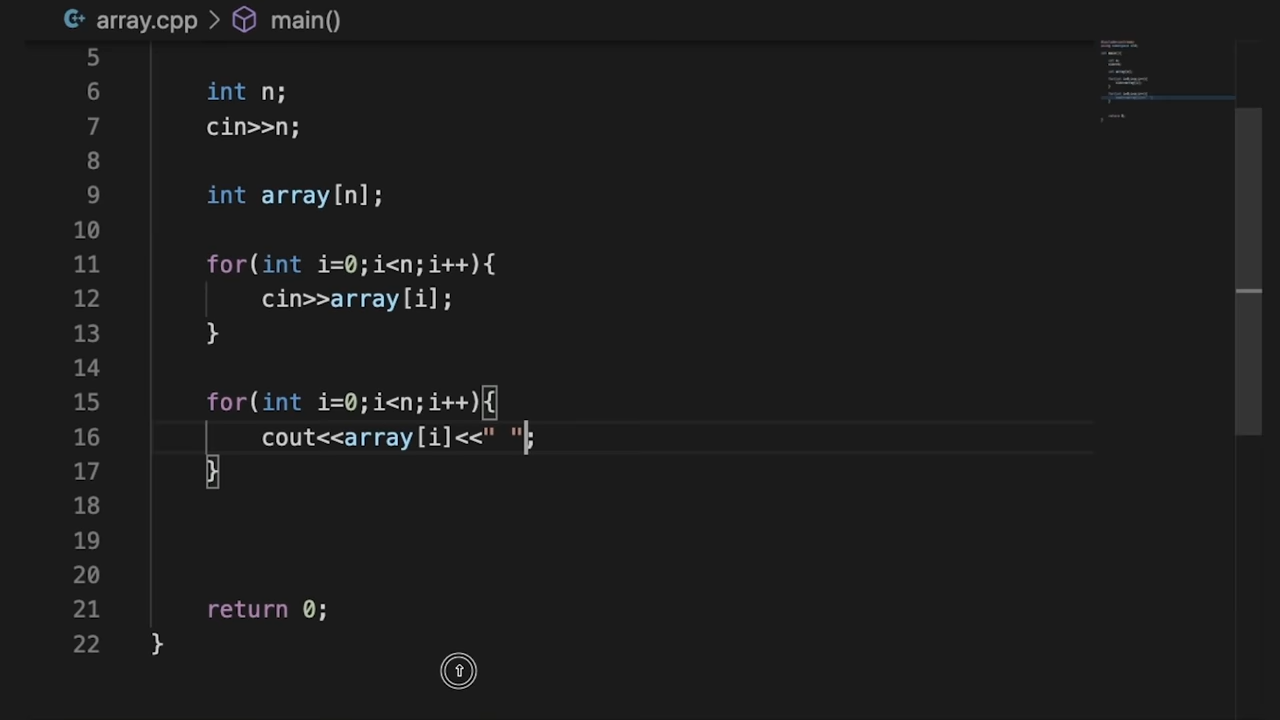 array.cpp > main()
5
6 int n;
7 cin>>n;
8
9 int array[n];
10
11 for(int i=0;i<n;i++){
12 cin>>array[i];
13 }
14
15 for(int i=0;i<n;i++){
16 cout<<array[i]<<" ";
17 }
18
19
20
21 return 0;
22 }